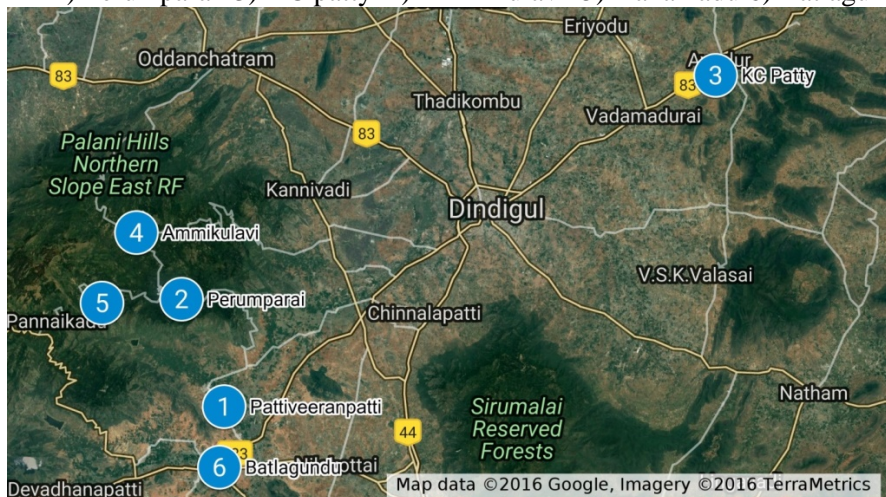 Eriyodu
83
Oddanchatram
3
KC Patty
83
Thadikombu
Vadamadurai
83
Palani Hills
Northern
Slope East RF
Kannivadi
Dindigul
4
Ammikulavi
V.S.K.Valasai
5
2
Perumparai
Chinnalapatti
1
Pattiveeranpatti
Natham
Sirumalai
Reserved
Forests
44
6
Batlagundu
Devadhanapatti
Map data ©2016 Google, Imagery ©2016 TerraMetrics